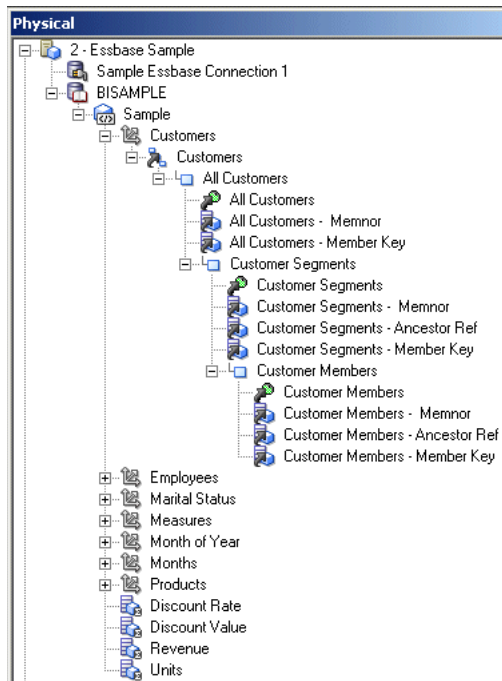 Physical
2 - Essbase Sample
Sample Essbase Connection 1
BISAMPLE
Sample
Customers
Customers
All Customers
All Customers
All Customers - Memnor
All Customers - Member Key
Customer Segments
Customer Segments
Customer Segments - Memnor
Customer Segments - Ancestor Ref
Customer Segments - Member Key
Customer Members
Customer Members
Customer Members - Memnor
Customer Members - Ancestor Ref
Customer Members - Member Key
Employees
Marital Status
Measures
Month of Year
Months
Products
Discount Rate
Discount Value
Revenue
Units